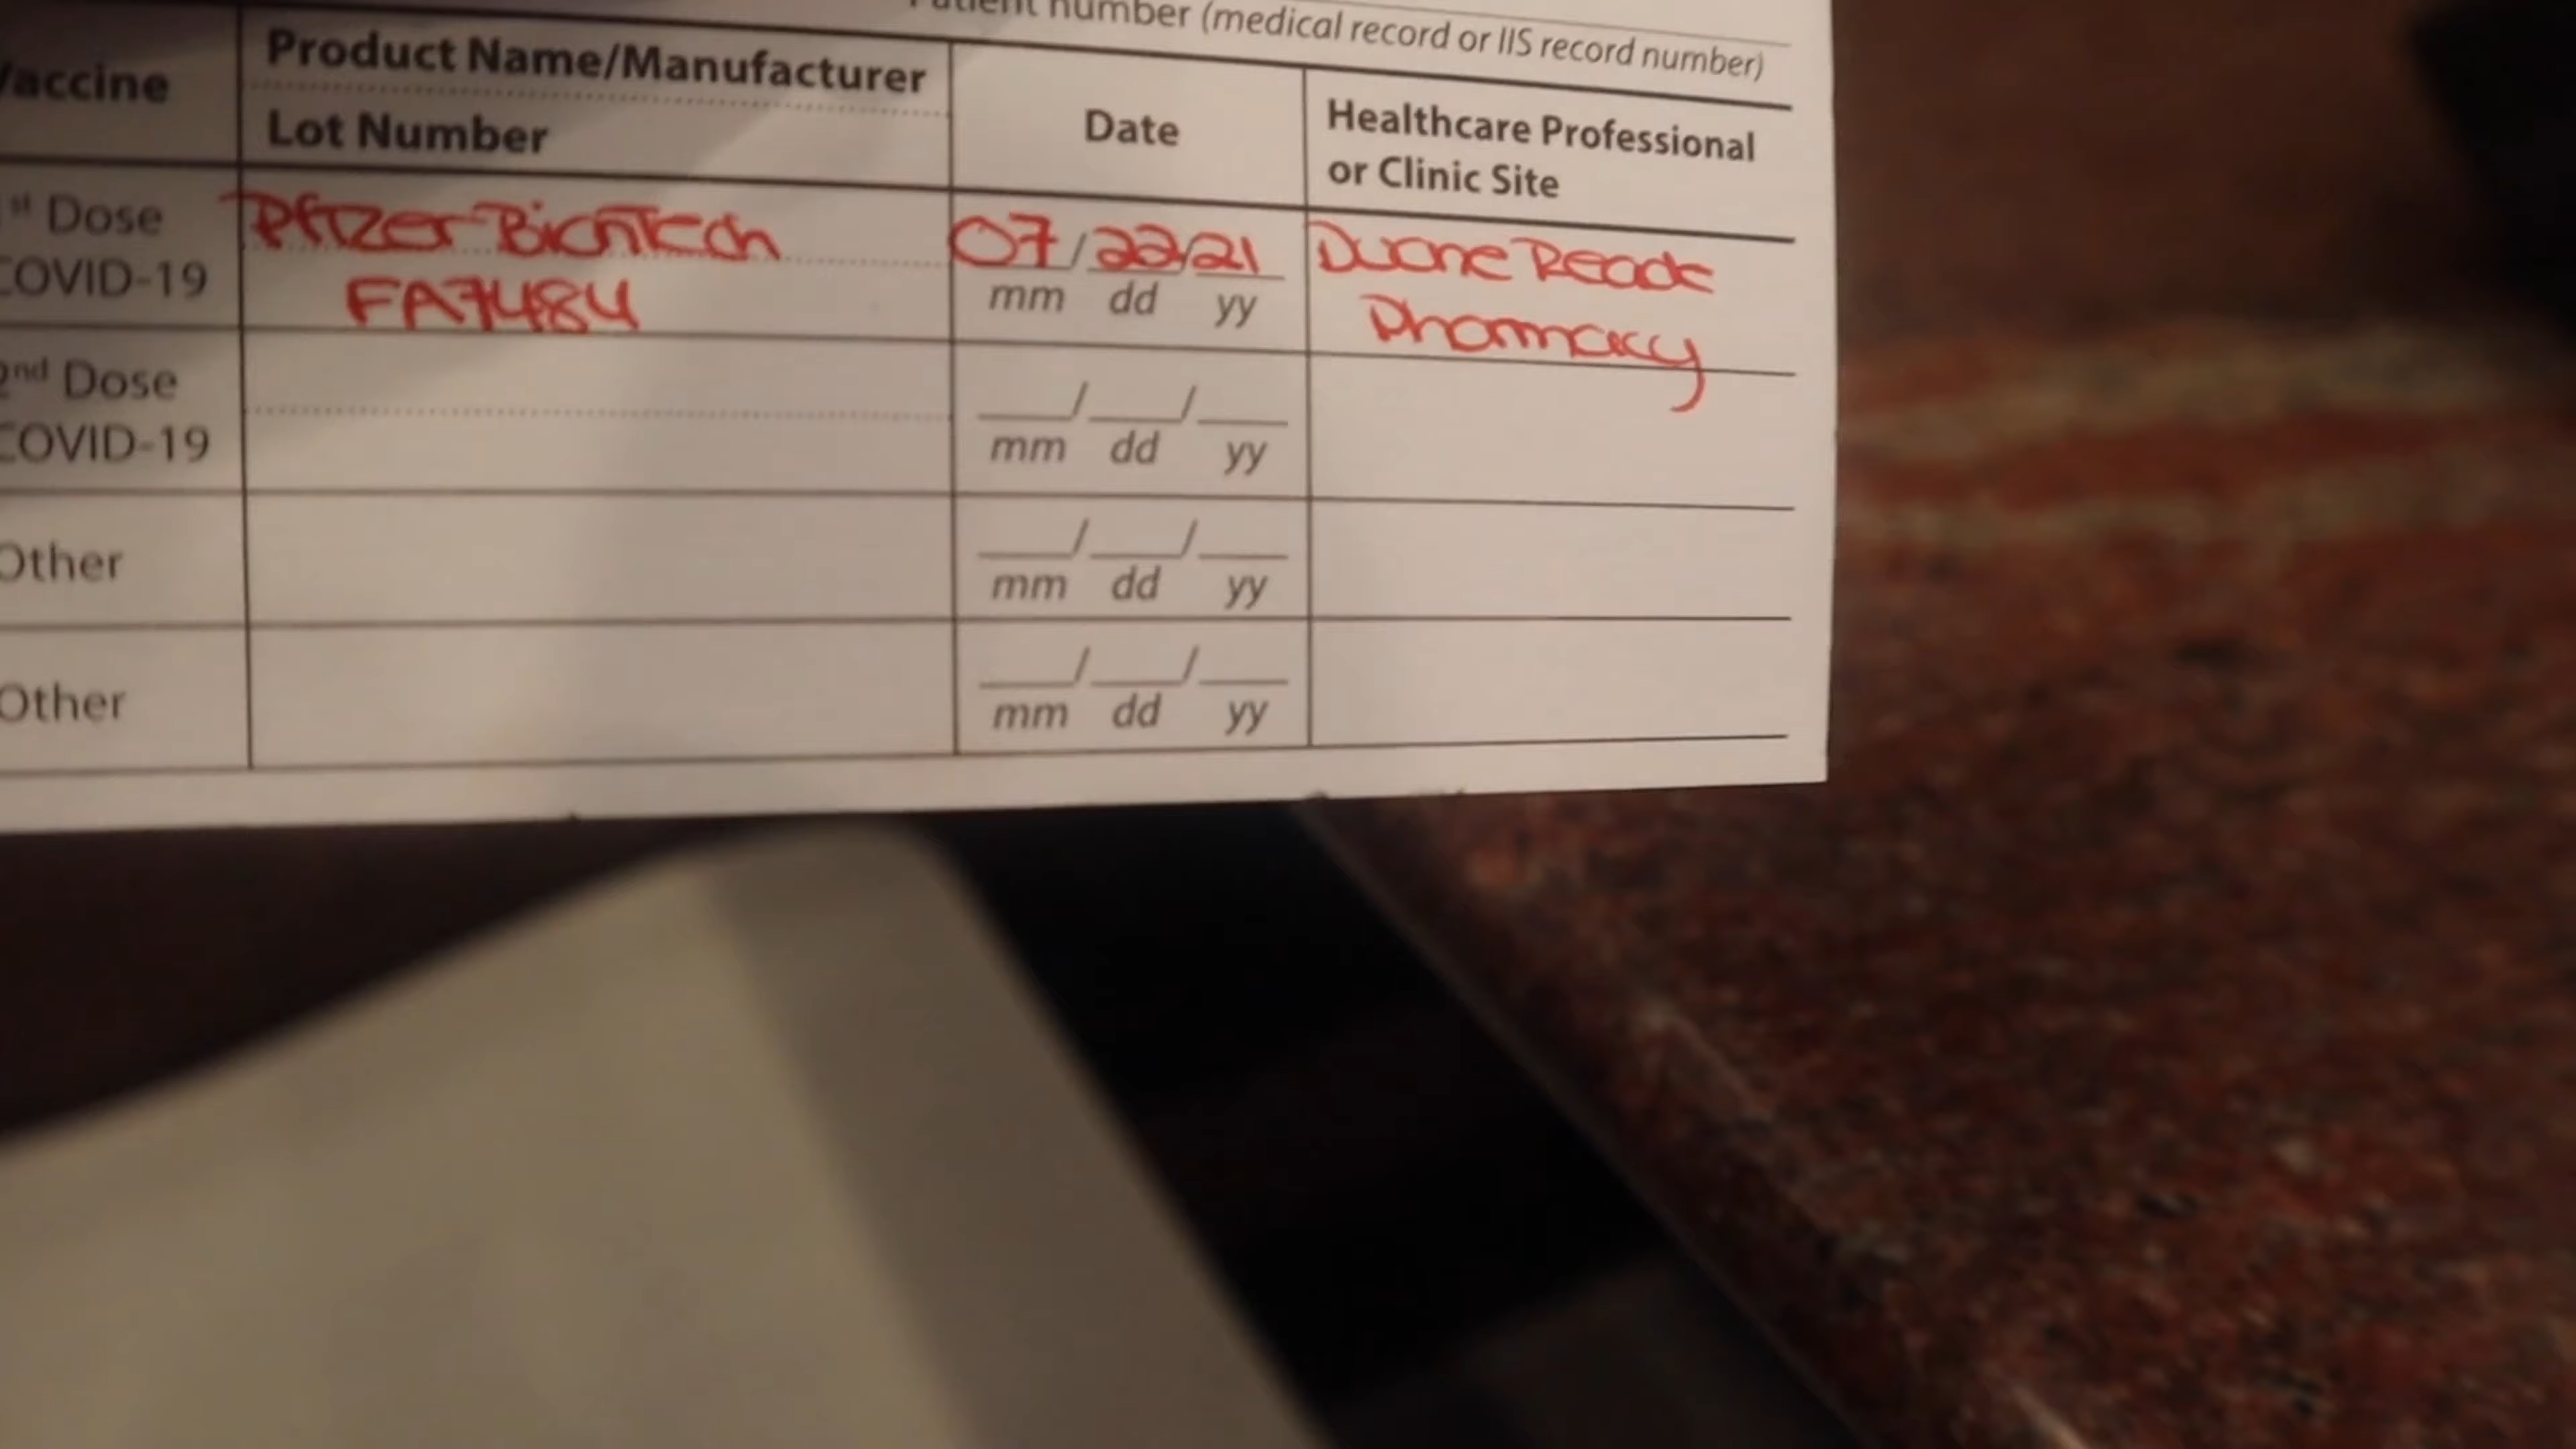 Patient number (medical record or IIS record number)
Vaccine
Product Name/Manufacturer
Lot Number
Date
Healthcare Professional
or Clinic Site
1st Dose
COVID-19
Pfizer BioNTech
FA7484
07/22/21
mm dd yy
Duane Reade
Pharmacy
2nd Dose
COVID-19
/ /
mm dd yy
Other
/ /
mm dd yy
Other
/ /
mm dd yy